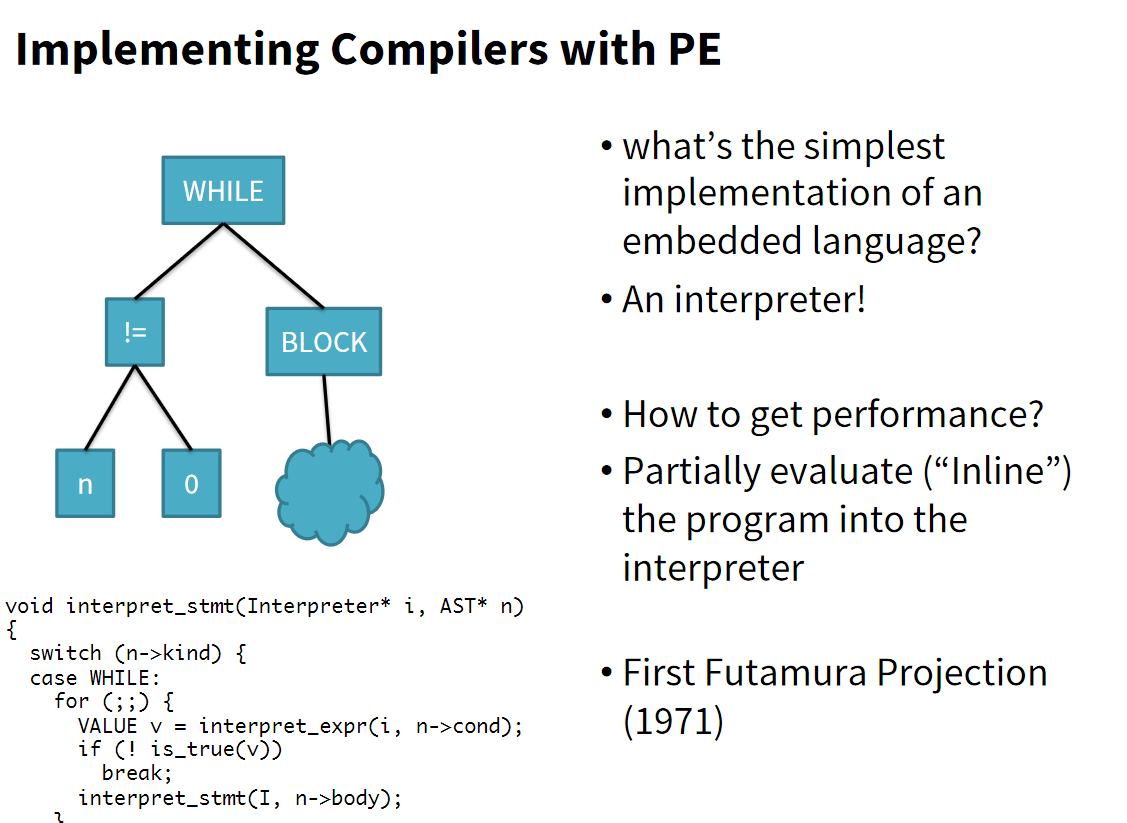 Implementing Compilers with PE
WHILE
!=
BLOCK
n
0
void interpret_stmt(Interpreter* i, AST* n)
{
  switch (n->kind) {
  case WHILE:
    for (;;) {
      VALUE v = interpret_expr(i, n->cond);
      if (! is_true(v))
        break;
      interpret_stmt(I, n->body);
    }
• what’s the simplest
implementation of an
embedded language?
• An interpreter!
• How to get performance?
• Partially evaluate (“Inline”)
the program into the
interpreter
• First Futamura Projection
(1971)